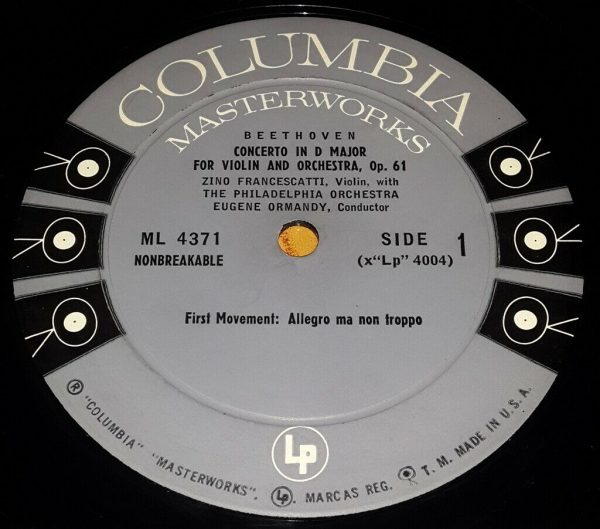 COLUMBIA
MASTERWORKS
BEETHOVEN
CONCERTO IN D MAJOR
FOR VIOLIN AND ORCHESTRA, Op. 61
ZINO FRANCESCATTI, Violin, with
THE PHILADELPHIA ORCHESTRA
EUGENE ORMANDY, Conductor
ML 4371
NONBREAKABLE
SIDE 1
(x"Lp" 4004)
First Movement: Allegro ma non troppo
Lp
® "COLUMBIA" "MASTERWORKS". Lp. MARCAS REG. T. M. MADE IN U. S. A.